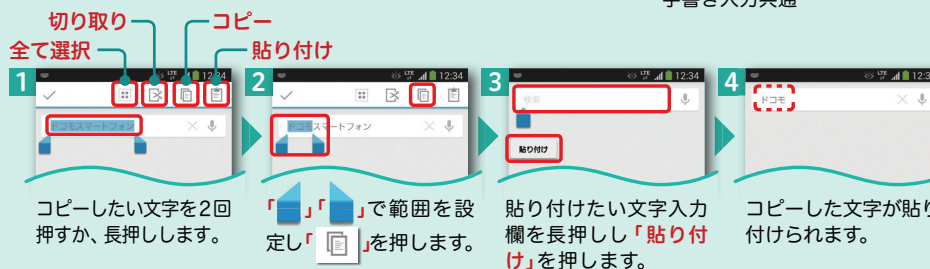 手書き入力共通
切り取り
コピー
全て選択
貼り付け
1
LTE 12:34
ドコモスマートフォン
コピーしたい文字を2回
押すか、長押しします。
2
LTE 12:34
ドコモスマートフォン
「 」「 」で範囲を設
定し「 」を押します。
3
LTE 12:34
検索
貼り付け
貼り付けたい文字入力
欄を長押しし「貼り付
け」を押します。
4
LTE 12:3
ドコモ
コピーした文字が貼り
付けられます。